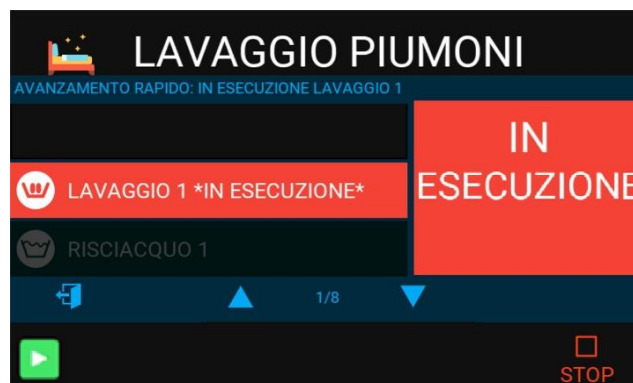 LAVAGGIO PIUMONI
AVANZAMENTO RAPIDO: IN ESECUZIONE LAVAGGIO 1
IN
ESECUZIONE
LAVAGGIO 1 *IN ESECUZIONE*
RISCIACQUO 1
1/8
STOP